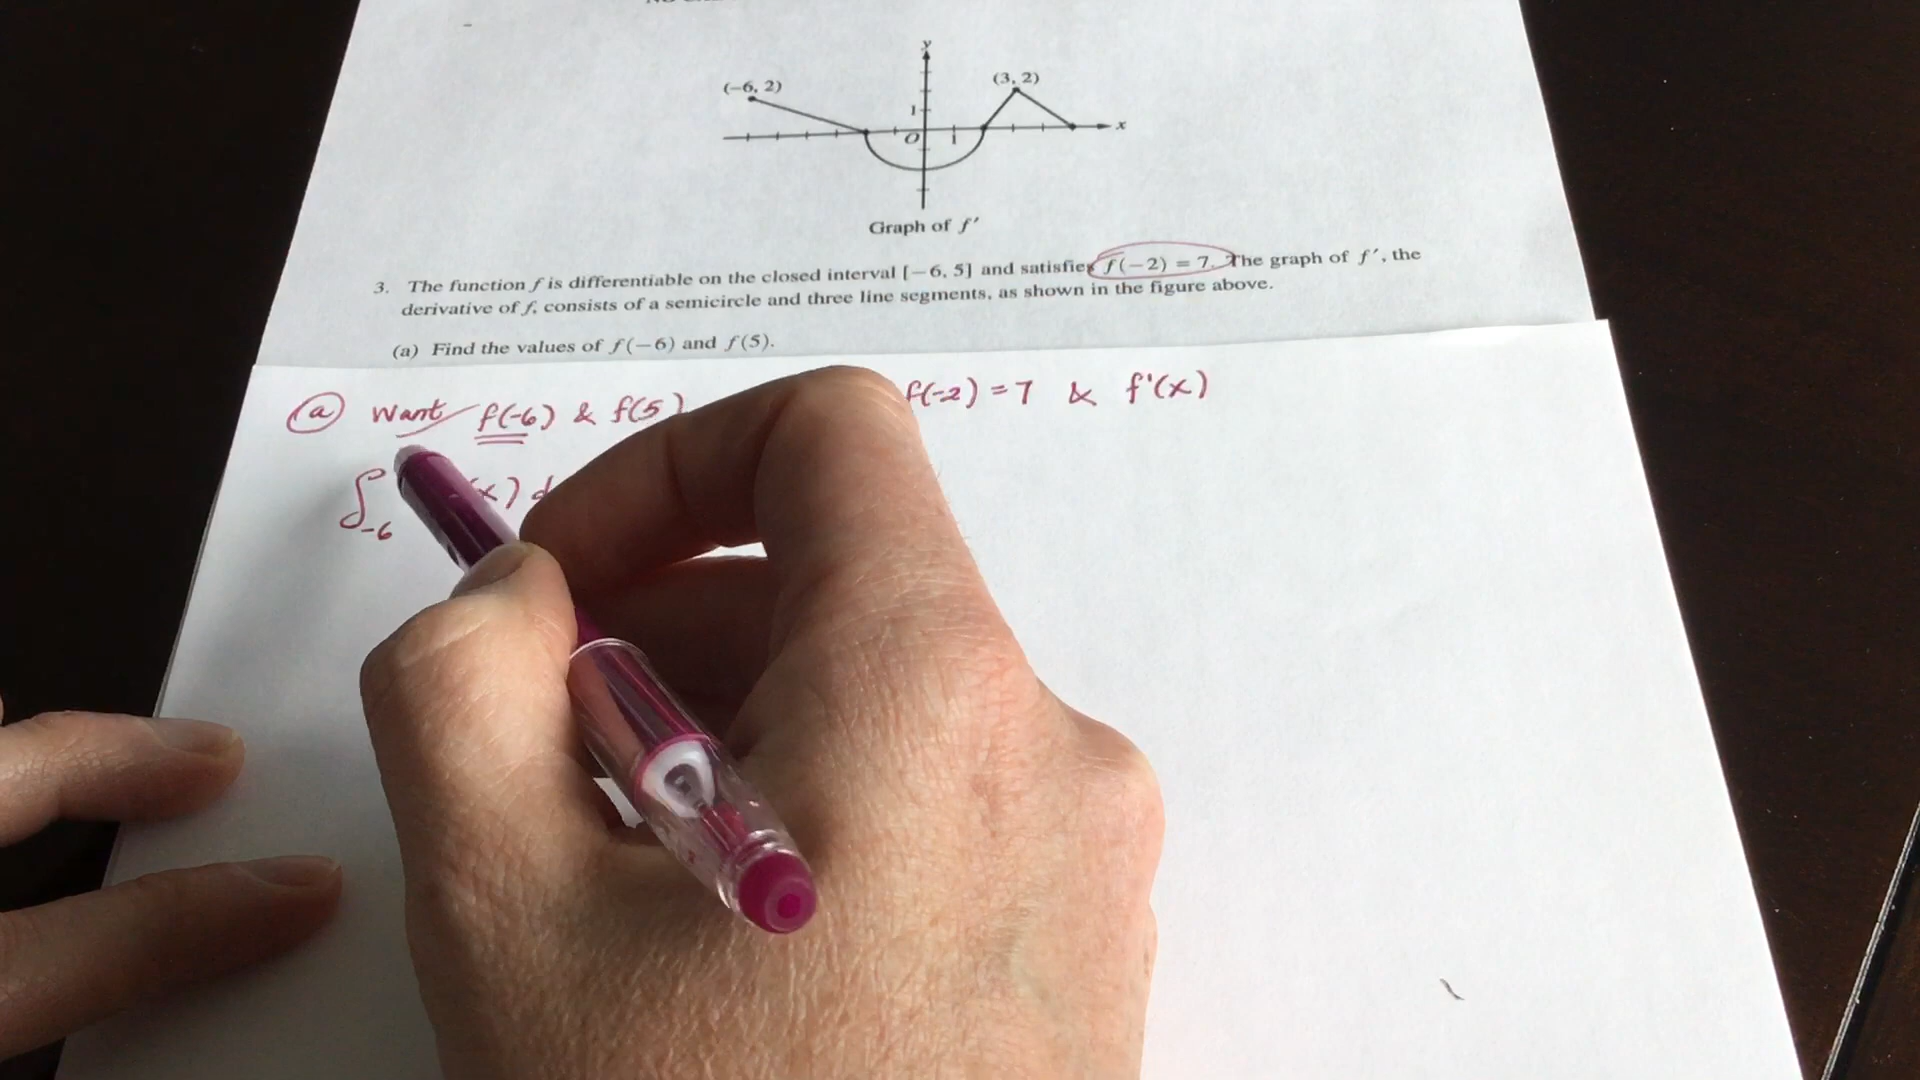 y
(-6, 2)
(3, 2)
1
O
1
x
Graph of f′
3. The function f is differentiable on the closed interval [-6, 5] and satisfies f(-2) = 7. The graph of f′, the
derivative of f, consists of a semicircle and three line segments, as shown in the figure above.
(a) Find the values of f(-6) and f(5).
(a) Want f(-6) & f(5) f(-2) = 7 & f'(x)
∫ -6 (x) d